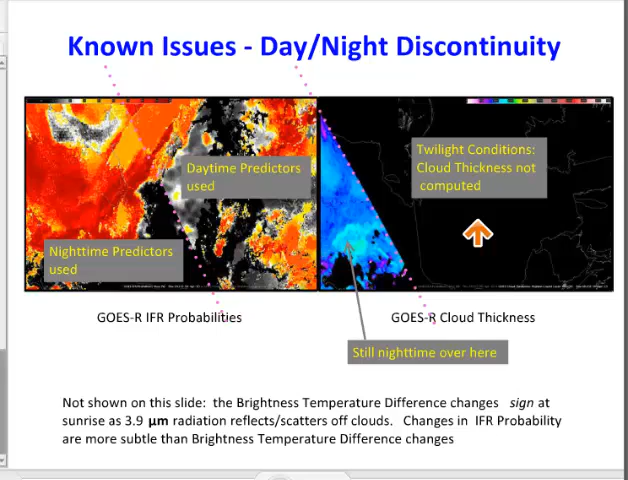 Known Issues - Day/Night Discontinuity
Daytime Predictors
used
Nighttime Predictors
used
Twilight Conditions:
Cloud Thickness not
computed
GOES-R IFR Probabilities
GOES-R Cloud Thickness
Still nighttime over here
Not shown on this slide: the Brightness Temperature Difference changes sign at
sunrise as 3.9 µm radiation reflects/scatters off clouds. Changes in IFR Probability
are more subtle than Brightness Temperature Difference changes